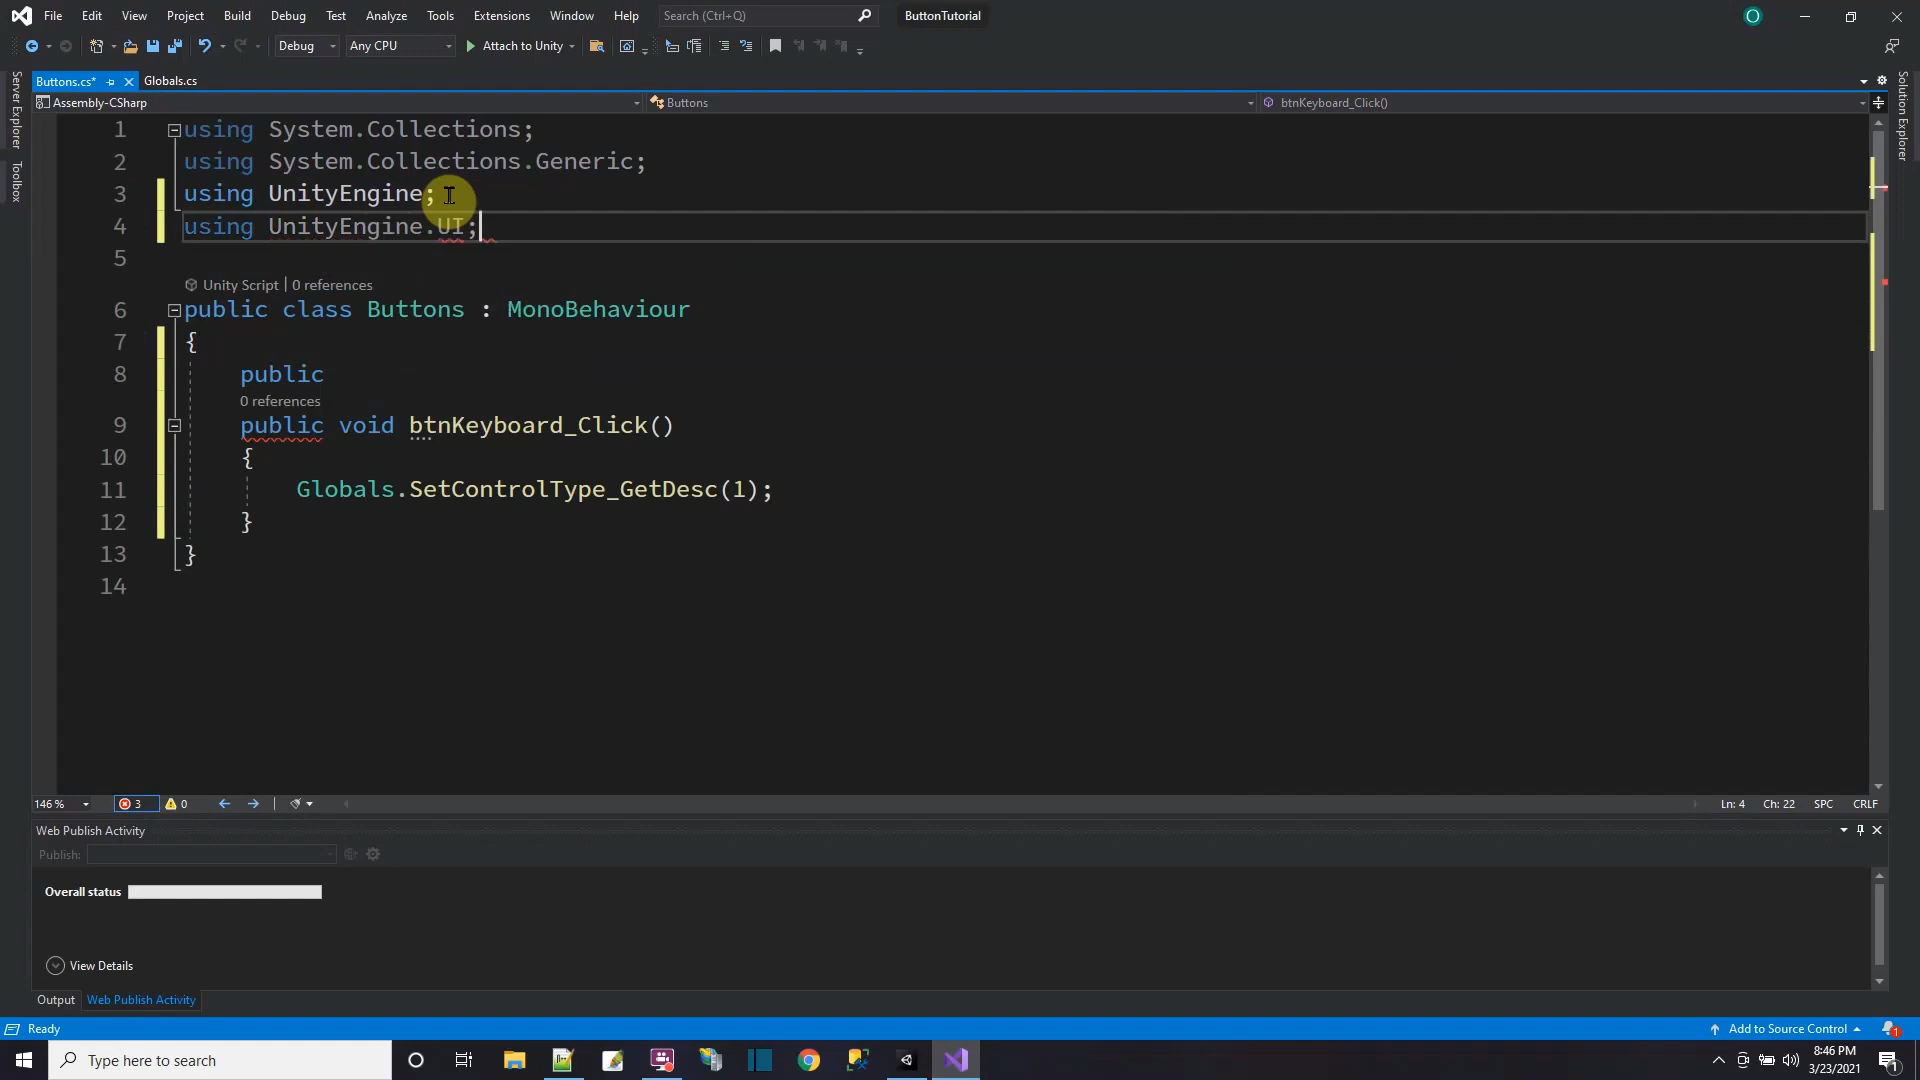 File Edit View Project Build Debug Test Analyze Tools Extensions Window Help Search (Ctrl+Q) ButtonTutorial O
Debug Any CPU Attach to Unity
Buttons.cs* Globals.cs
Assembly-CSharp Buttons btnKeyboard_Click()
Server Explorer
Toolbox
Solution Explorer
1 using System.Collections;
2 using System.Collections.Generic;
3 using UnityEngine;
4 using UnityEngine.UI;
5
Unity Script | 0 references
6 public class Buttons : MonoBehaviour
7 {
8 public
0 references
9 public void btnKeyboard_Click()
10 {
11 Globals.SetControlType_GetDesc(1);
12 }
13 }
14
146 % 3 0 Ln: 4 Ch: 22 SPC CRLF
Web Publish Activity
Publish:
Overall status
View Details
Output Web Publish Activity
Ready Add to Source Control 1
Type here to search 8:46 PM
3/23/2021 1